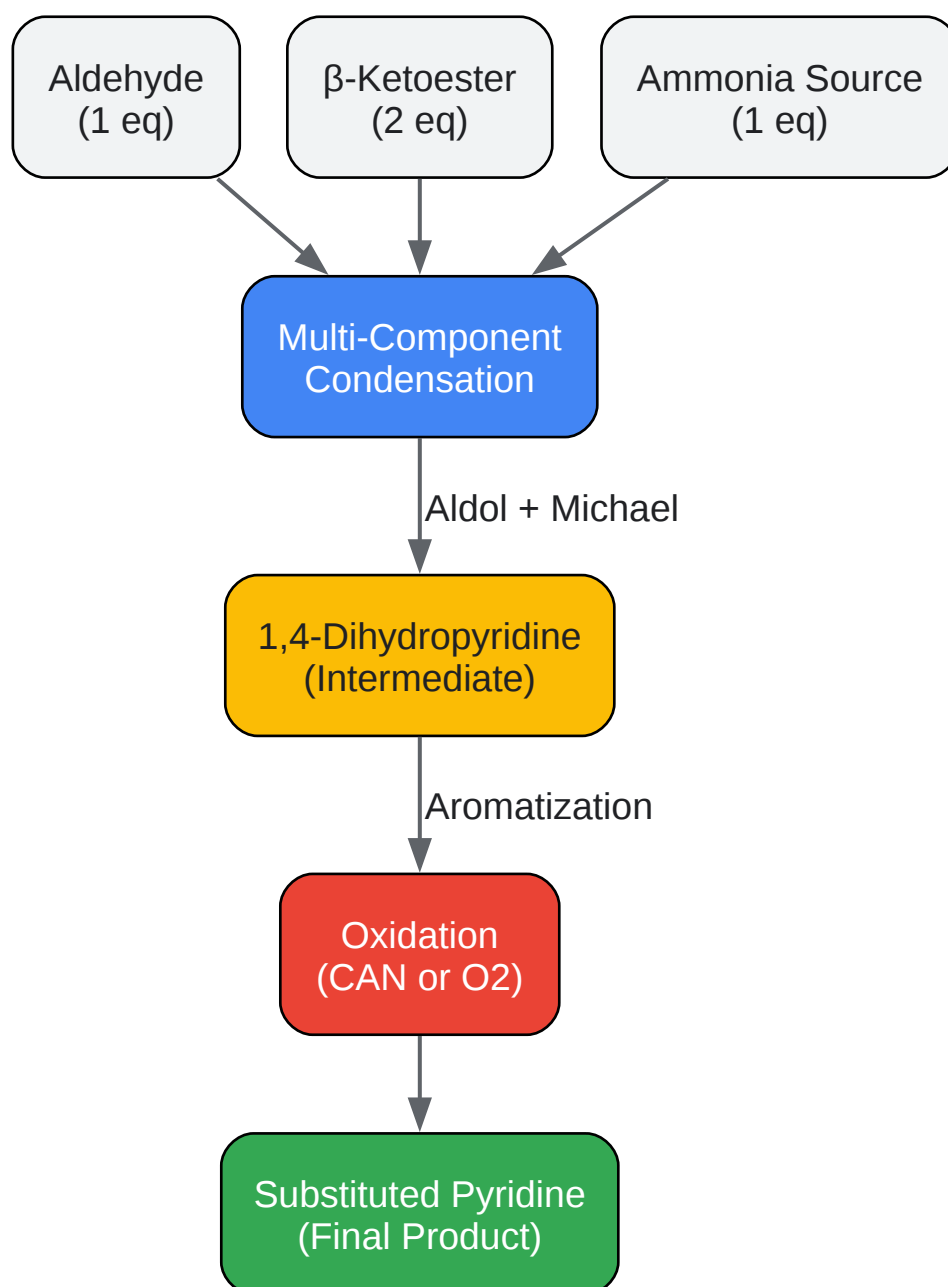 Aldehyde
(1 eq)
β-Ketoester
(2 eq)
Ammonia Source
(1 eq)
Multi-Component
Condensation
Aldol + Michael
1,4-Dihydropyridine
(Intermediate)
Aromatization
Oxidation
(CAN or O2)
Substituted Pyridine
(Final Product)